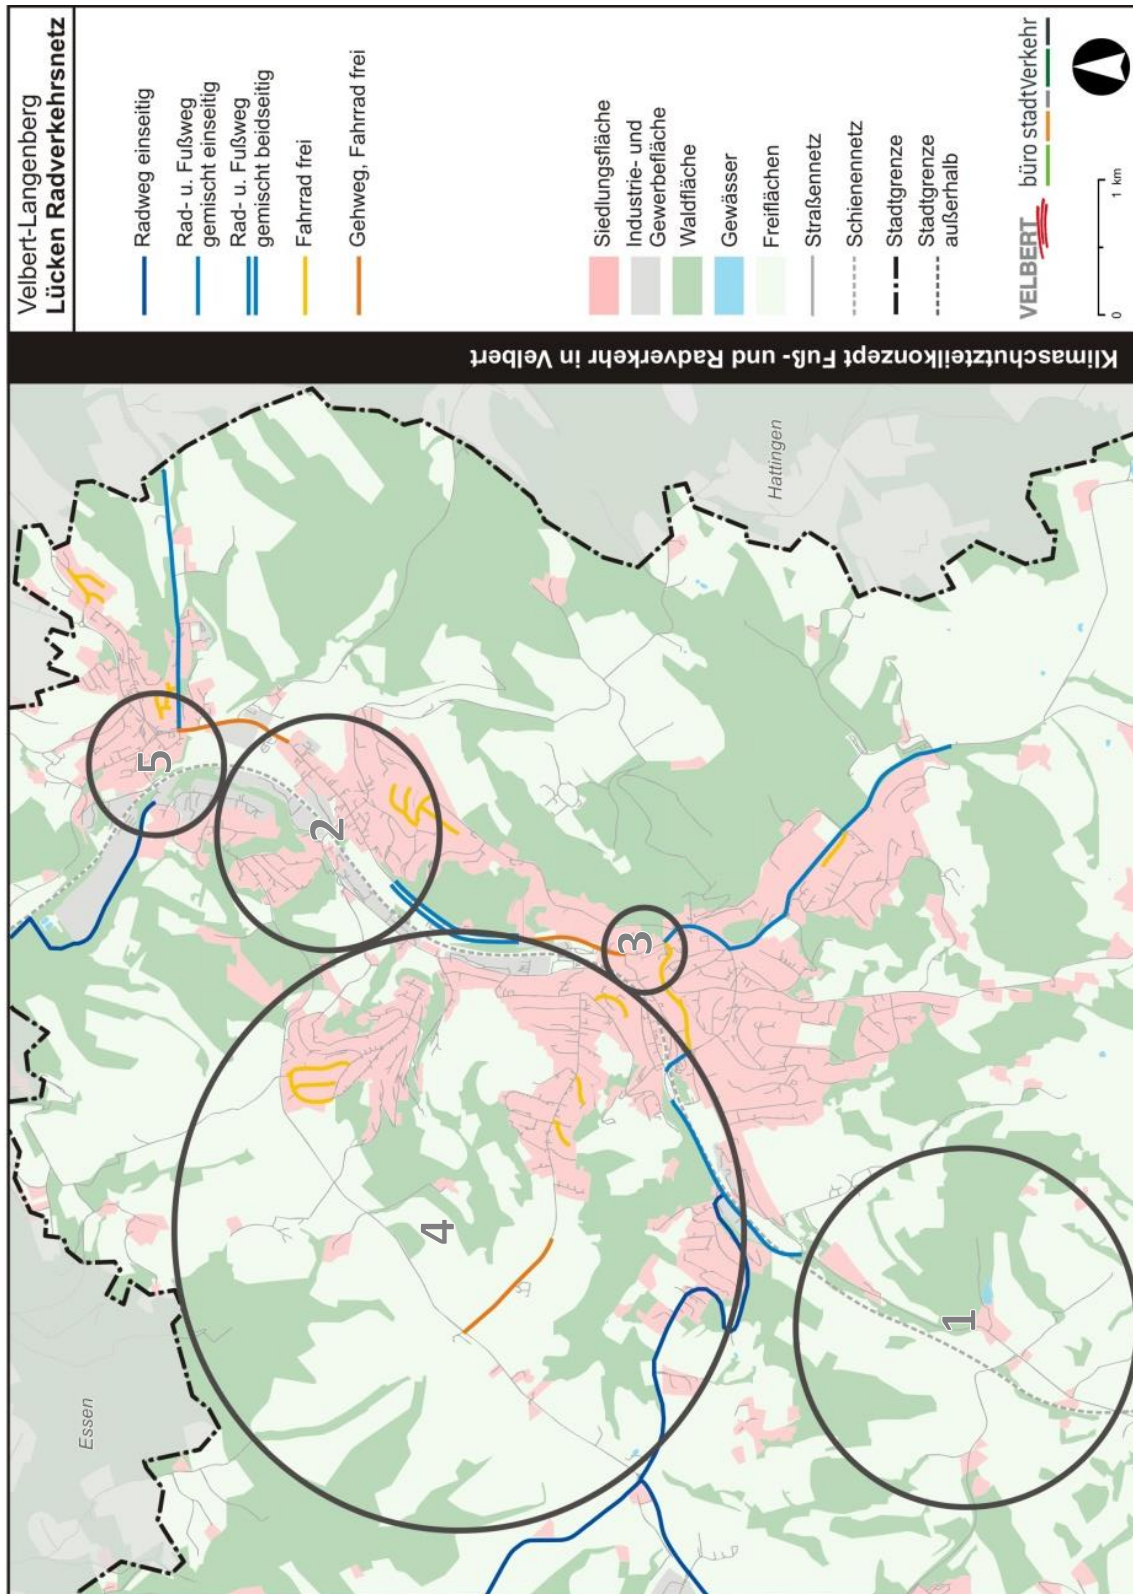 Velbert-Langenberg
Lücken Radverkehrsnetz
Radweg einseitig
Rad- u. Fußweg
gemischt einseitig
Rad- u. Fußweg
gemischt beidseitig
Fahrrad frei
Gehweg, Fahrrad frei
Siedlungsfläche
Industrie- und
Gewerbefläche
Waldfläche
Gewässer
Freiflächen
Straßennetz
Schienennetz
Stadtgrenze
Stadtgrenze
außerhalb
VELBERT
büro stadtVerkehr
0
1 km
Klimaschutzteilkonzept Fuß- und Radverkehr in Velbert
Essen
Hattingen
5
2
3
4
1